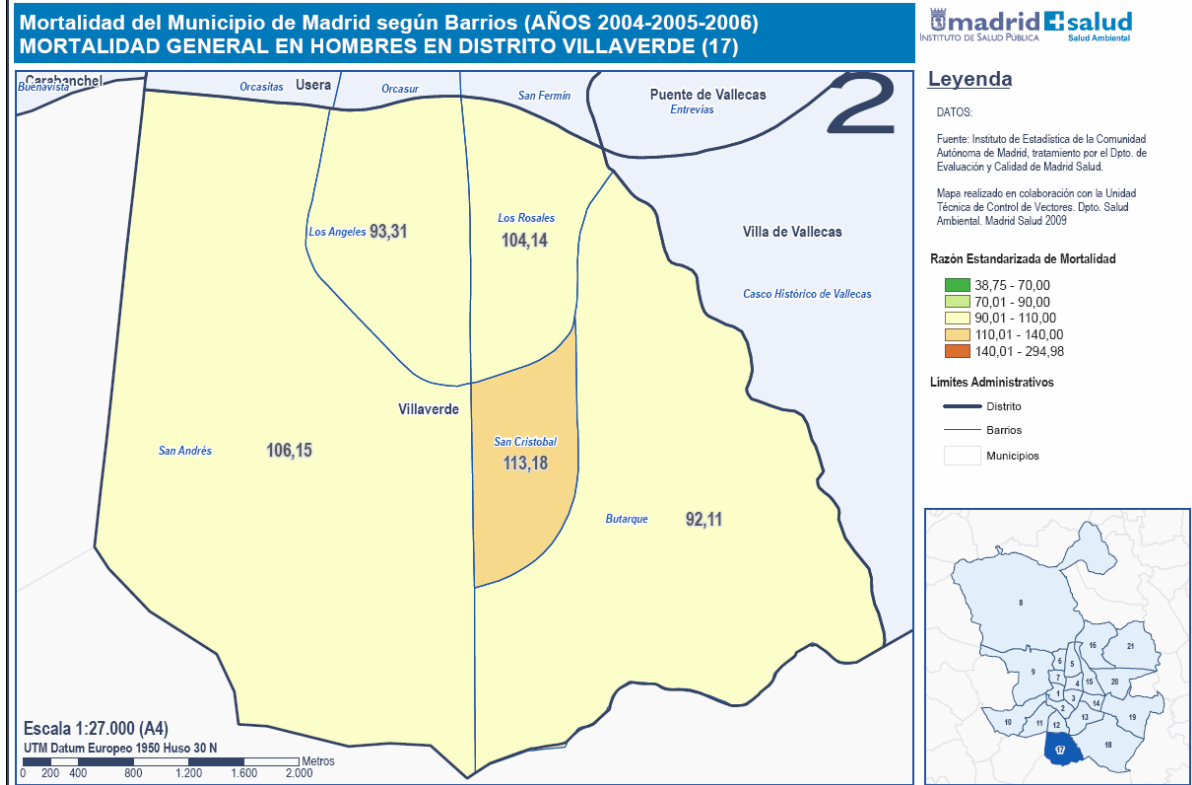 Mortalidad del Municipio de Madrid según Barrios (AÑOS 2004-2005-2006)
MORTALIDAD GENERAL EN HOMBRES EN DISTRITO VILLAVERDE (17)
madrid salud
INSTITUTO DE SALUD PÚBLICA Salud Ambiental
Carabanchel
Buenavista
Orcasitas
Usera
Orcasur
San Fermín
Puente de Vallecas
Entrevías
2
Los Angeles 93,31
Los Rosales
104,14
Villa de Vallecas
Casco Histórico de Vallecas
Villaverde
San Andrés
106,15
San Cristobal
113,18
Butarque
92,11
Escala 1:27.000 (A4)
UTM Datum Europeo 1950 Huso 30 N
Metros
0 200 400 800 1.200 1.600 2.000
Leyenda
DATOS:
Fuente: Instituto de Estadística de la Comunidad
Autónoma de Madrid, tratamiento por el Dpto. de
Evaluación y Calidad de Madrid Salud.
Mapa realizado en colaboración con la Unidad
Técnica de Control de Vectores. Dpto. Salud
Ambiental. Madrid Salud 2009
Razón Estandarizada de Mortalidad
38,75 - 70,00
70,01 - 90,00
90,01 - 110,00
110,01 - 140,00
140,01 - 294,98
Límites Administrativos
Distrito
Barrios
Municipios
8
16
21
9
6
5
7
4
15
20
1
3
14
2
10
11
12
13
19
18
17